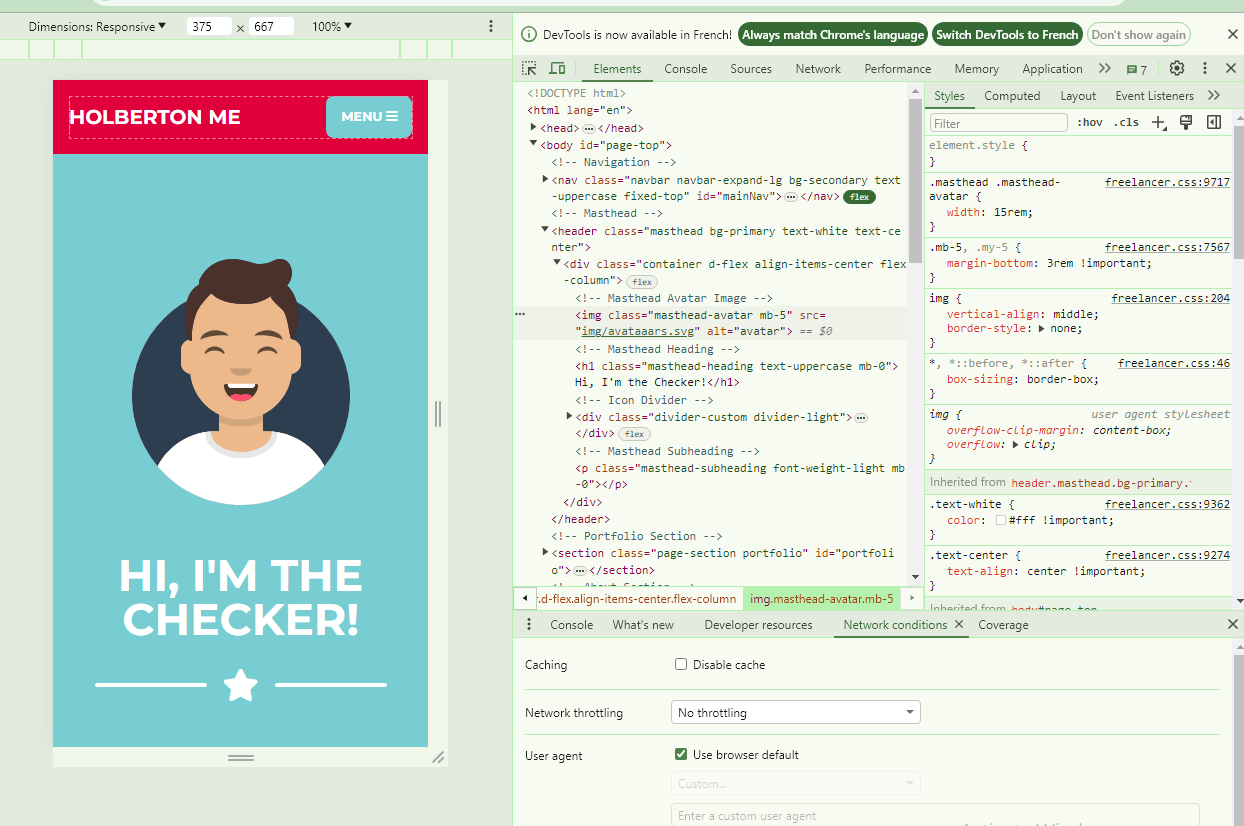 Dimensions: Responsive ▼ 375 × 667 100% ▼
HOLBERTON ME
MENU
HI, I'M THE
CHECKER!
DevTools is now available in French! Always match Chrome's language Switch DevTools to French Don't show again
Elements Console Sources Network Performance Memory Application 7
<!DOCTYPE html>
<html lang="en">
<head> ••• </head>
<body id="page-top">
<!-- Navigation -->
<nav class="navbar navbar-expand-lg bg-secondary text
-uppercase fixed-top" id="mainNav"> ••• </nav> flex
<!-- Masthead -->
<header class="masthead bg-primary text-white text-ce
nter">
<div class="container d-flex align-items-center flex
-column"> flex
<!-- Masthead Avatar Image -->
<img class="masthead-avatar mb-5" src=
"img/avataaars.svg" alt="avatar"> == $0
<!-- Masthead Heading -->
<h1 class="masthead-heading text-uppercase mb-0">
Hi, I'm the Checker!</h1>
<!-- Icon Divider -->
<div class="divider-custom divider-light"> •••
</div> flex
<!-- Masthead Subheading -->
<p class="masthead-subheading font-weight-light mb
-0"></p>
</div>
</header>
<!-- Portfolio Section -->
<section class="page-section portfolio" id="portfoli
o"> ••• </section>
<!-- About Section -->
r.d-flex.align-items-center.flex-column img.masthead-avatar.mb-5
Styles Computed Layout Event Listeners
Filter :hov .cls
element.style {
}
.masthead .masthead- freelancer.css:9717
avatar {
width: 15rem;
}
.mb-5, .my-5 { freelancer.css:7567
margin-bottom: 3rem !important;
}
img { freelancer.css:204
vertical-align: middle;
border-style: ▶ none;
}
*, *::before, *::after { freelancer.css:46
box-sizing: border-box;
}
img { user agent stylesheet
overflow-clip-margin: content-box;
overflow: ▶ clip;
}
Inherited from header.masthead.bg-primary.
.text-white { freelancer.css:9362
color: #fff !important;
}
.text-center { freelancer.css:9274
text-align: center !important;
}
Inherited from body#page-top
Console What's new Developer resources Network conditions Coverage
Caching Disable cache
Network throttling No throttling
User agent Use browser default
Custom...
Enter a custom user agent